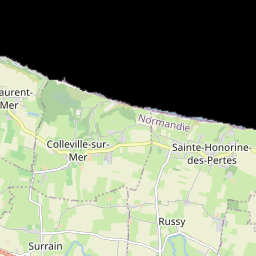 aurent-
Mer
Normandie
Colleville-sur-
Mer
Sainte-Honorine-
des-Pertes
Russy
Surrain